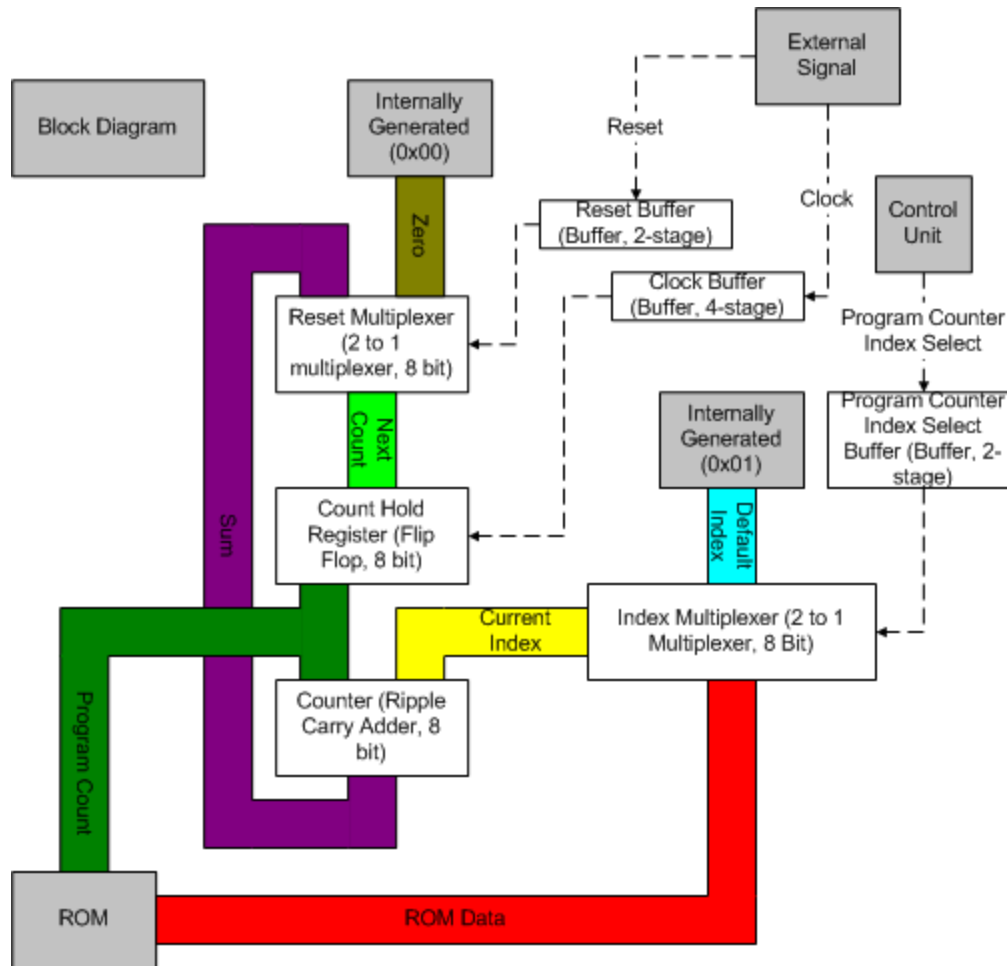 External
Signal
Block Diagram
Internally
Generated
(0x00)
Reset
Zero
Clock
Reset Buffer
(Buffer, 2-stage)
Control
Unit
Clock Buffer
(Buffer, 4-stage)
Reset Multiplexer
(2 to 1
multiplexer, 8 bit)
Program Counter
Index Select
Next
Count
Internally
Generated
(0x01)
Program Counter
Index Select
Buffer (Buffer, 2-
stage)
Sum
Count Hold
Register (Flip
Flop, 8 bit)
Default
Index
Current
Index
Index Multiplexer (2 to 1
Multiplexer, 8 Bit)
Program Count
Counter (Ripple
Carry Adder, 8
bit)
ROM
ROM Data